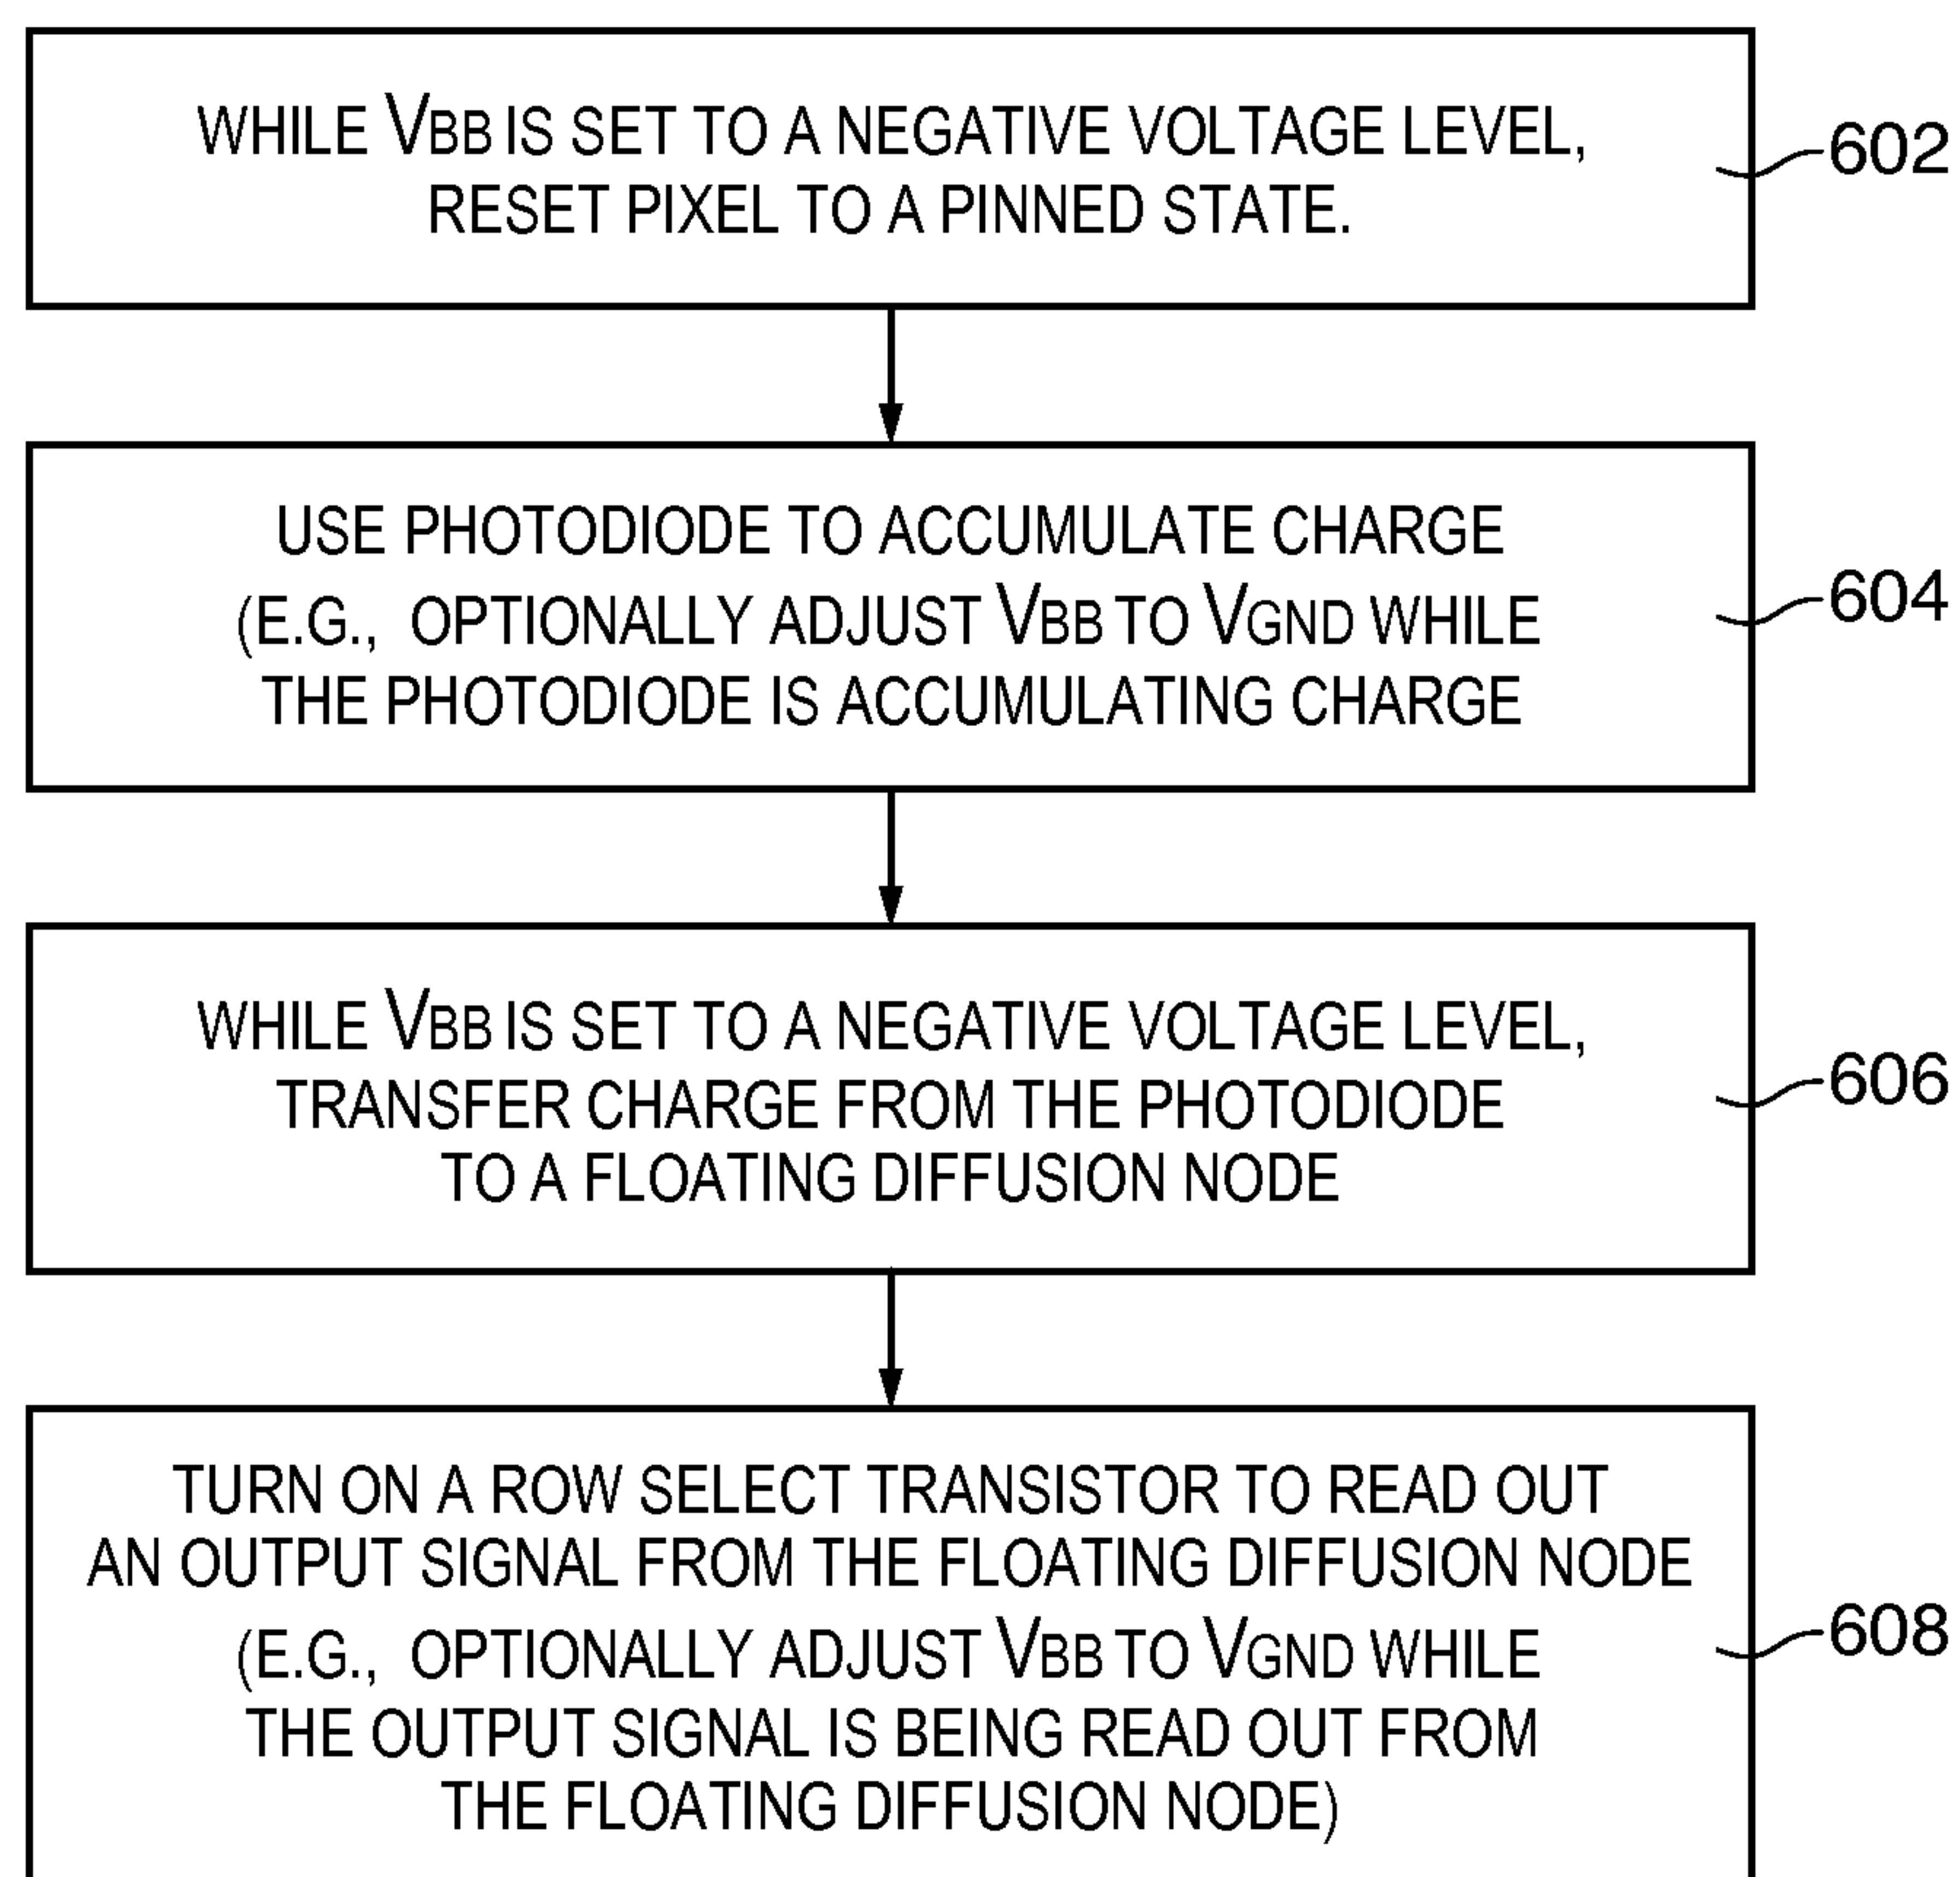 WHILE VBB IS SET TO A NEGATIVE VOLTAGE LEVEL,
RESET PIXEL TO A PINNED STATE.
602
USE PHOTODIODE TO ACCUMULATE CHARGE
(E.G., OPTIONALLY ADJUST VBB TO VGND WHILE
THE PHOTODIODE IS ACCUMULATING CHARGE
604
WHILE VBB IS SET TO A NEGATIVE VOLTAGE LEVEL,
TRANSFER CHARGE FROM THE PHOTODIODE
TO A FLOATING DIFFUSION NODE
606
TURN ON A ROW SELECT TRANSISTOR TO READ OUT
AN OUTPUT SIGNAL FROM THE FLOATING DIFFUSION NODE
(E.G., OPTIONALLY ADJUST VBB TO VGND WHILE
THE OUTPUT SIGNAL IS BEING READ OUT FROM
THE FLOATING DIFFUSION NODE)
608